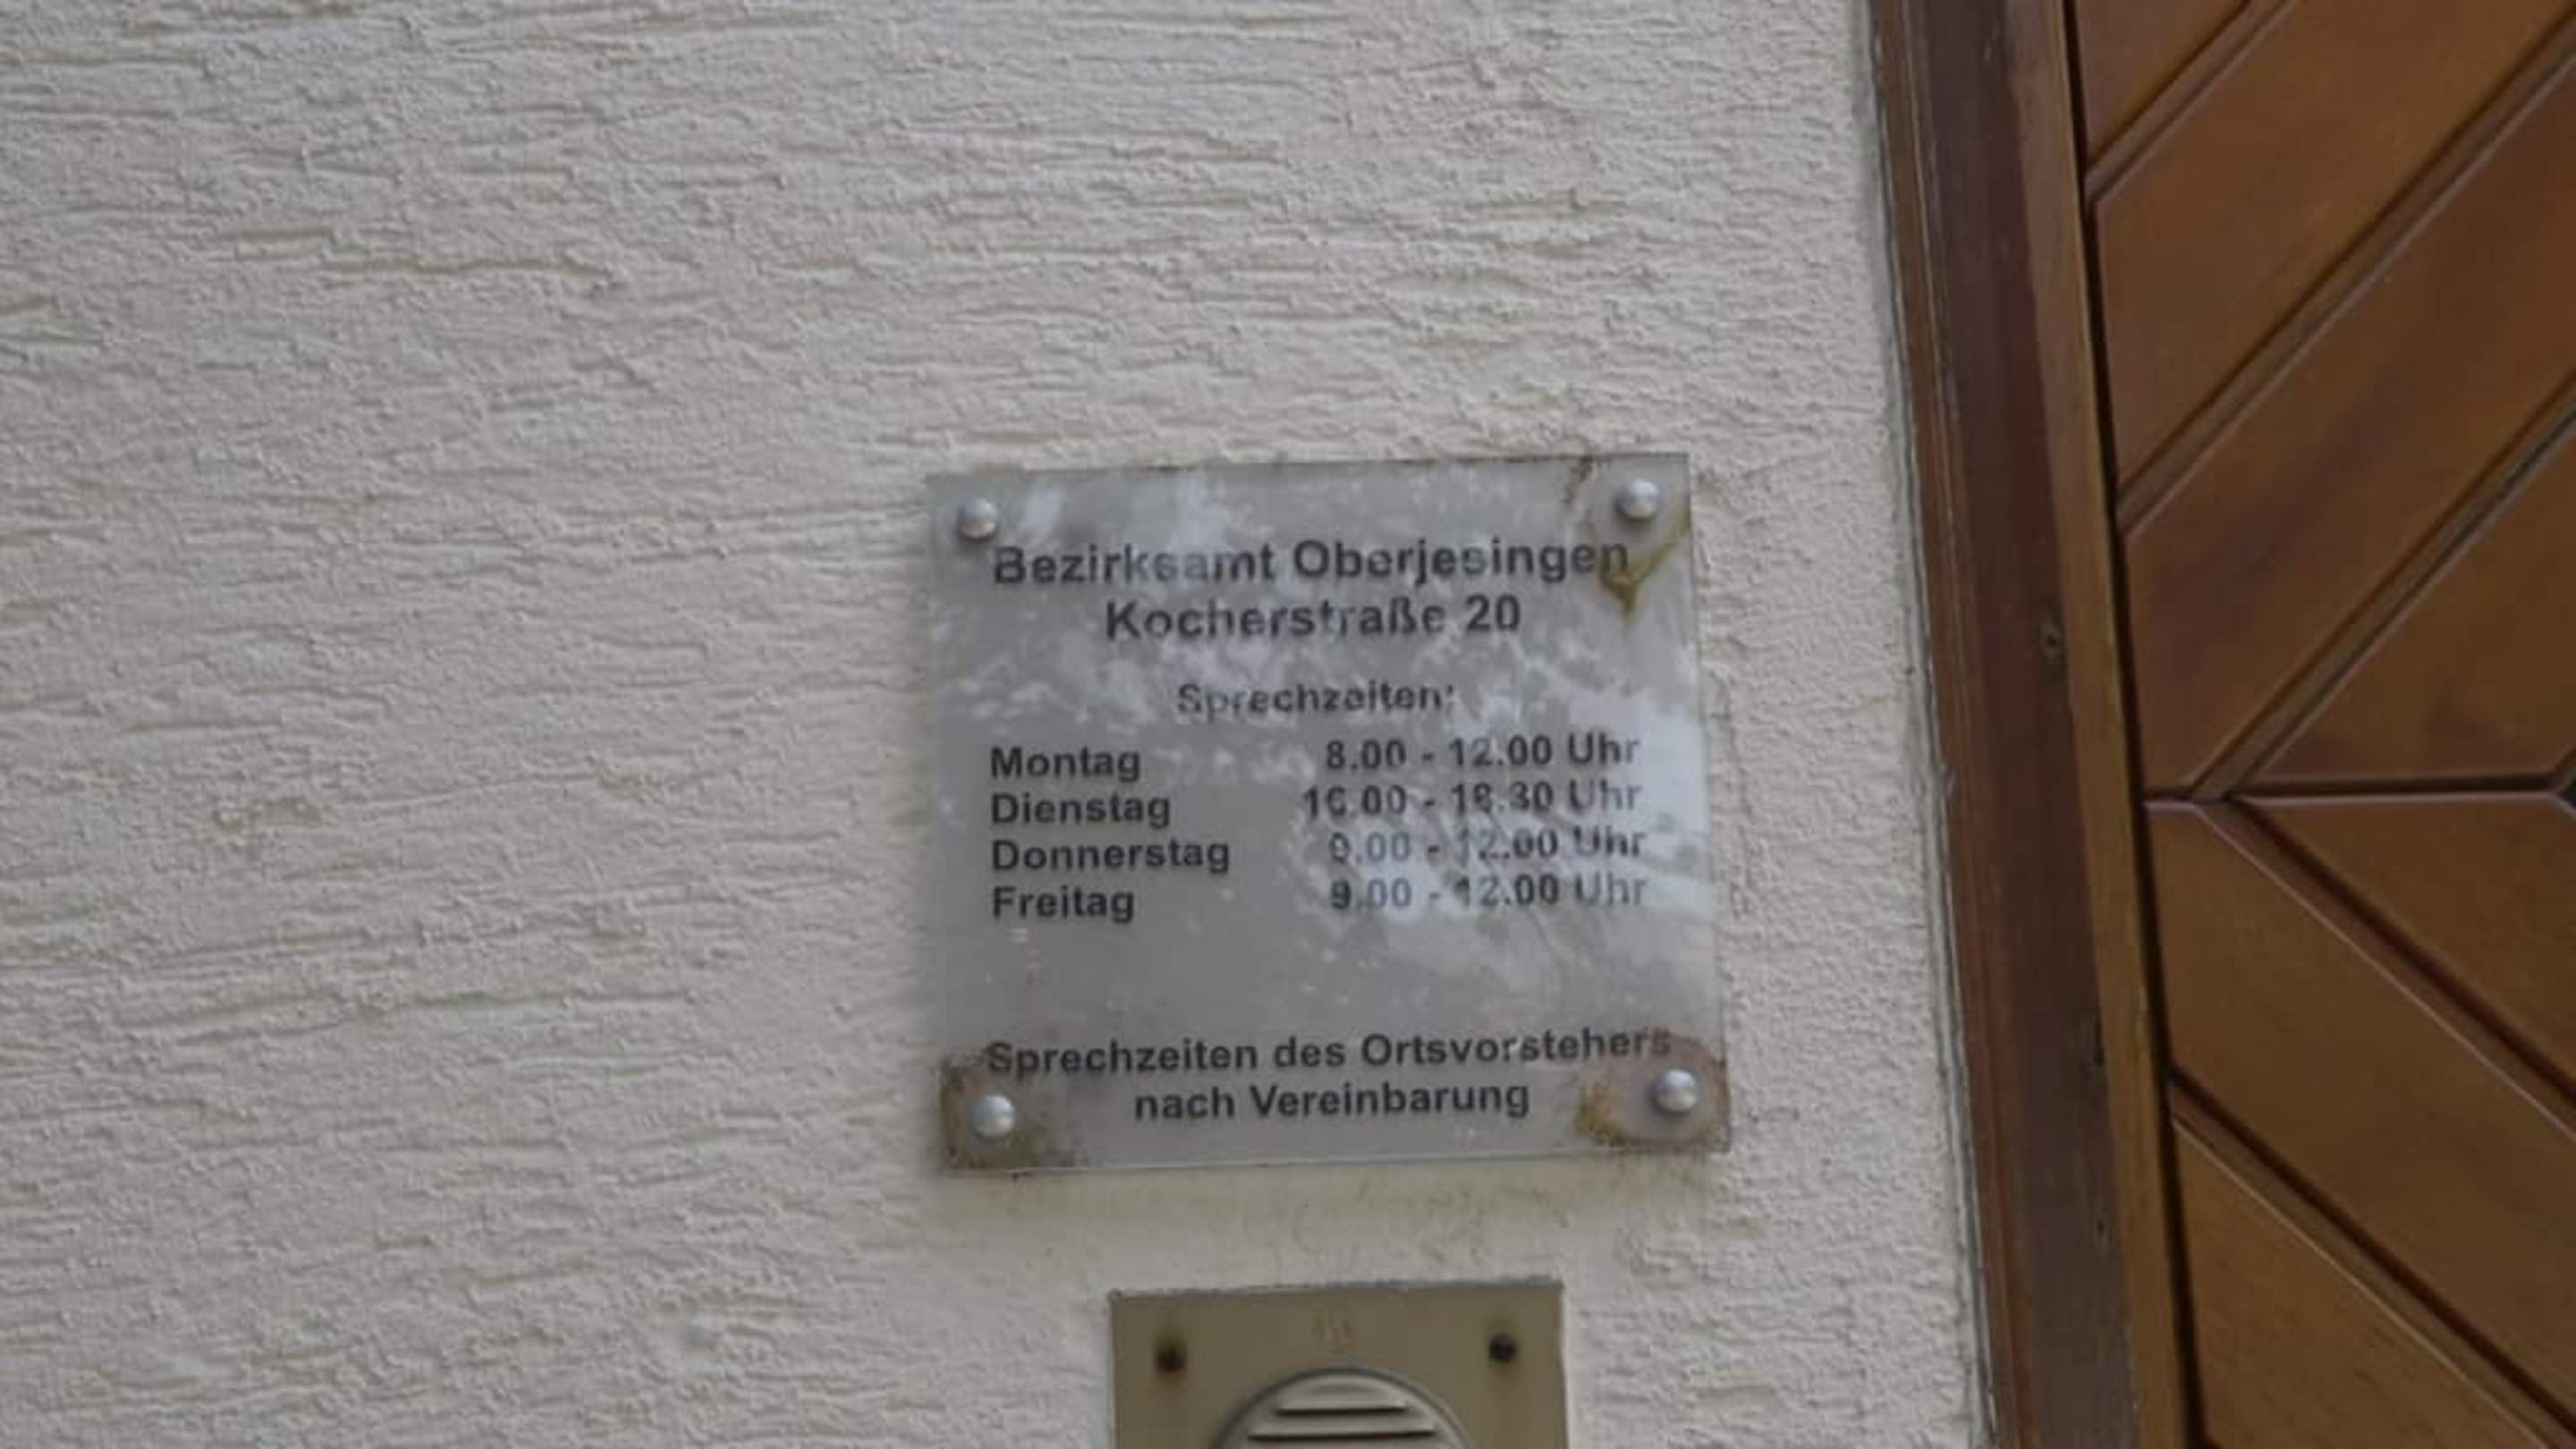 Bezirksamt Oberjesingen
Kocherstraße 20
Sprechzeiten:
Montag 8.00 - 12.00 Uhr
Dienstag 16.00 - 18.30 Uhr
Donnerstag 9.00 - 12.00 Uhr
Freitag 9.00 - 12.00 Uhr
Sprechzeiten des Ortsvorstehers
nach Vereinbarung